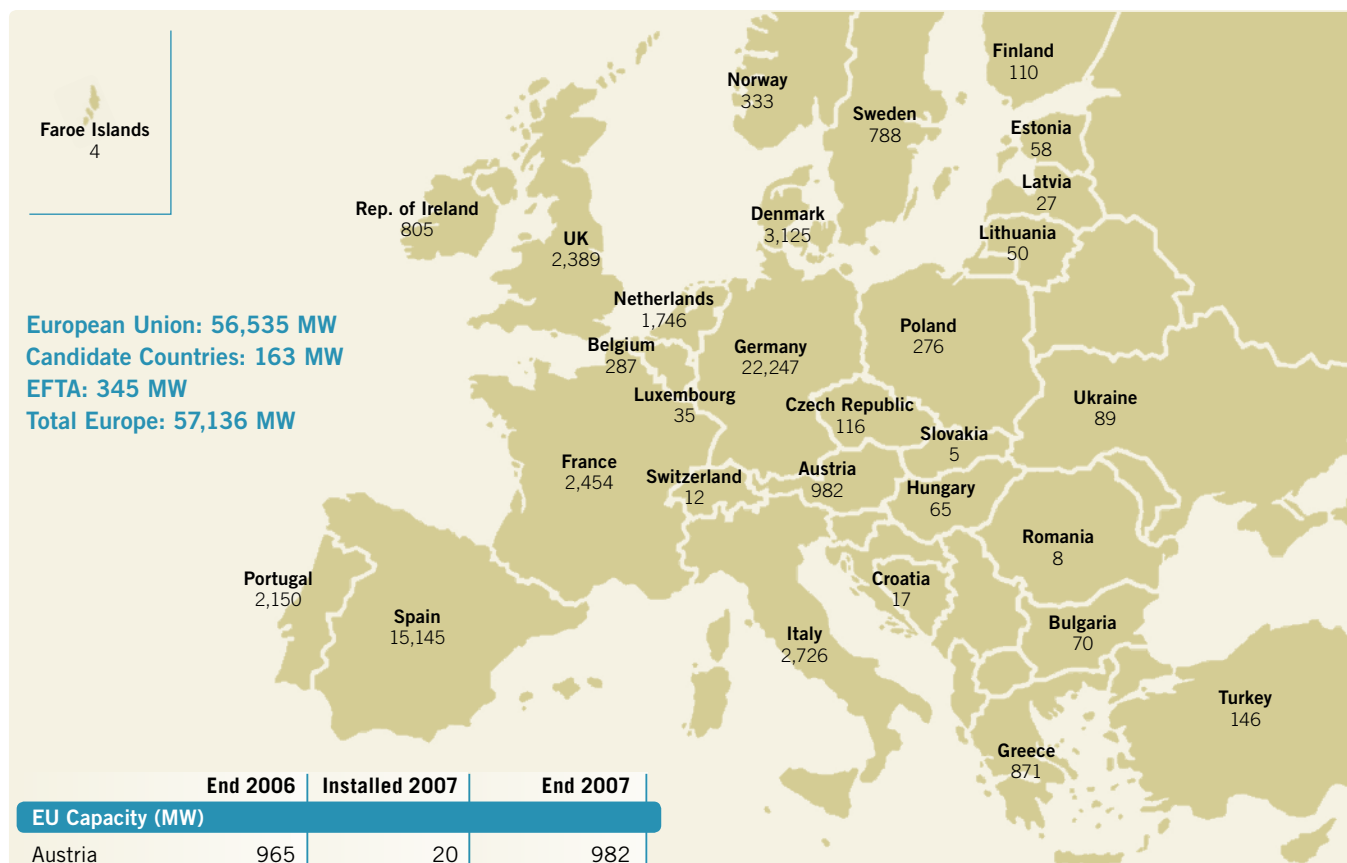 Finland
110
Norway
333
Sweden
788
Faroe Islands
4
Estonia
58
Latvia
27
Rep. of Ireland
805
Denmark
3,125
Lithuania
50
UK
2,389
Netherlands
1,746
European Union: 56,535 MW
Candidate Countries: 163 MW
EFTA: 345 MW
Total Europe: 57,136 MW
Poland
276
Belgium
287
Germany
22,247
Luxembourg
35
Czech Republic
116
Ukraine
89
Slovakia
5
France
2,454
Switzerland
12
Austria
982
Hungary
65
Romania
8
Portugal
2,150
Croatia
17
Spain
15,145
Italy
2,726
Bulgaria
70
Turkey
146
Greece
871
End 2006 Installed 2007 End 2007
EU Capacity (MW)
Austria 965 20 982